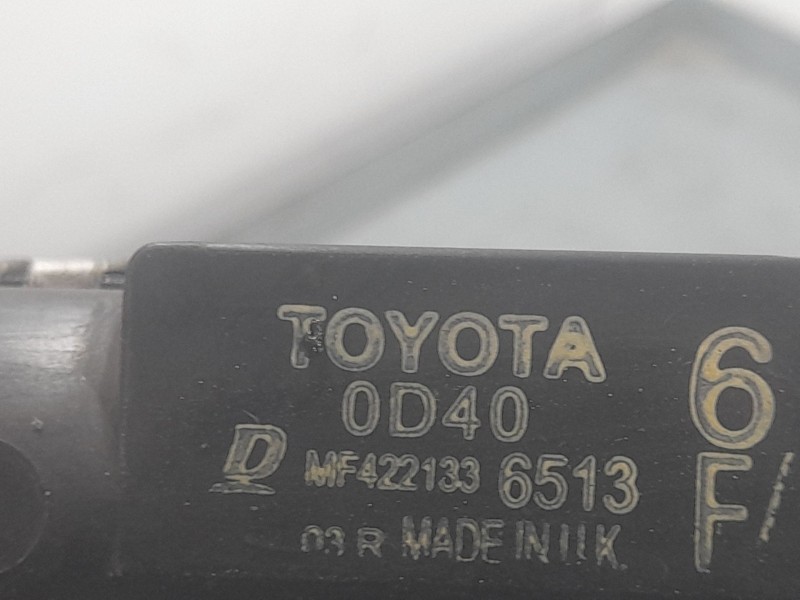 TOYOTA 6
0D40
D MF422133 6513 F/
03 R MADE IN U.K.